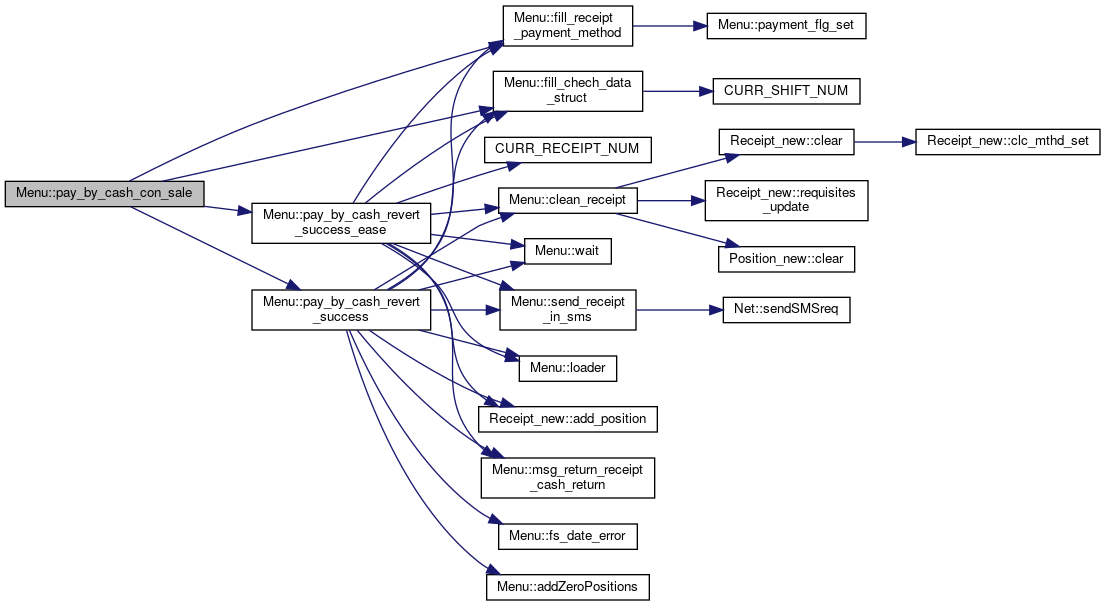 Menu::pay_by_cash_con_sale
Menu::pay_by_cash_revert
_success_ease
Menu::pay_by_cash_revert
_success
Menu::fill_receipt
_payment_method
Menu::fill_chech_data
_struct
CURR_RECEIPT_NUM
Menu::clean_receipt
Menu::wait
Menu::send_receipt
_in_sms
Menu::loader
Receipt_new::add_position
Menu::msg_return_receipt
_cash_return
Menu::fs_date_error
Menu::addZeroPositions
Menu::payment_flg_set
CURR_SHIFT_NUM
Receipt_new::clear
Receipt_new::requisites
_update
Position_new::clear
Net::sendSMSreq
Receipt_new::clc_mthd_set